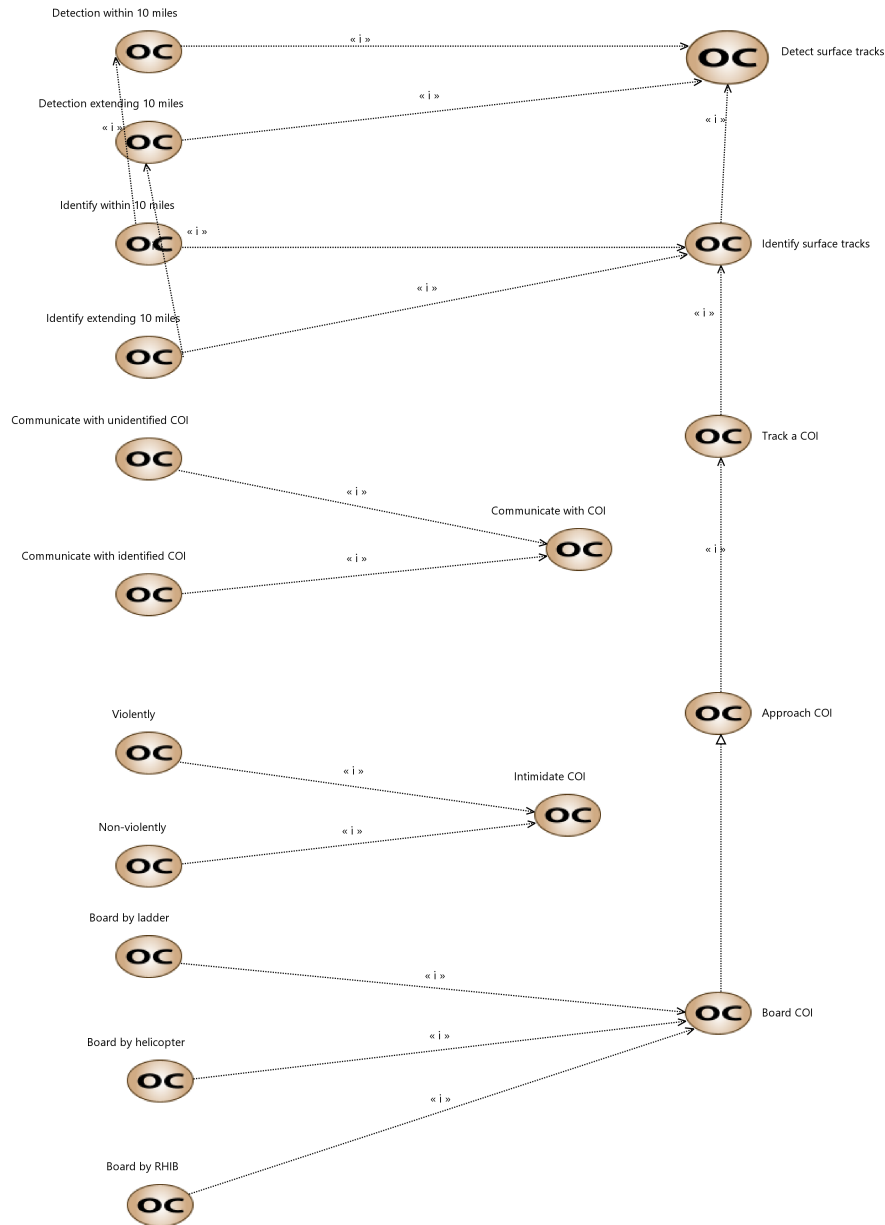 Detection within 10 miles
OC
« i »
OC
Detect surface tracks
« i »
Detection extending 10 miles
« i »
OC
« i »
Identify within 10 miles
« i »
OC
OC
Identify surface tracks
« i »
Identify extending 10 miles
« i »
OC
Communicate with unidentified COI
OC
OC
Track a COI
« i »
Communicate with COI
« i »
Communicate with identified COI
« i »
OC
OC
Violently
OC
OC
Approach COI
« i »
Intimidate COI
OC
Non-violently
« i »
OC
Board by ladder
OC
« i »
OC
Board COI
Board by helicopter
« i »
OC
« i »
Board by RHIB
OC